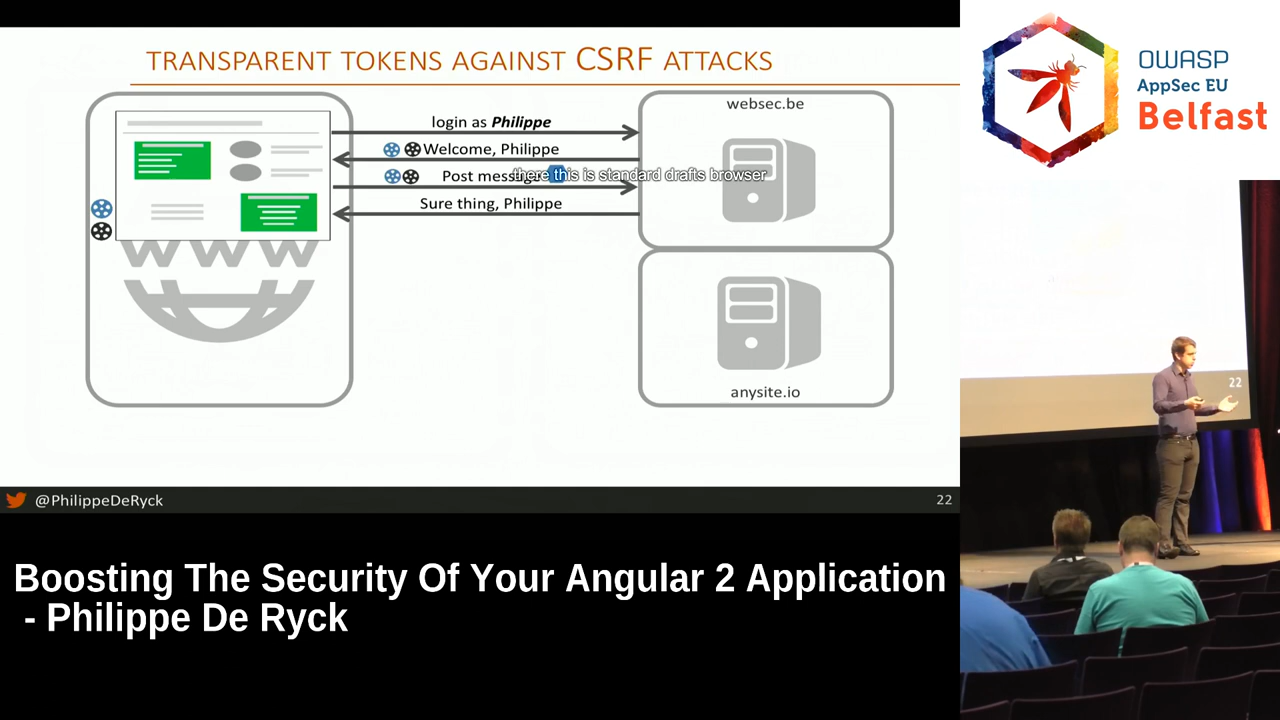 TRANSPARENT TOKENS AGAINST CSRF ATTACKS
login as Philippe
Welcome, Philippe
Post message
there this is standard drafts browser
Sure thing, Philippe
websec.be
anysite.io
WWW
@PhilippeDeRyck
22
OWASP
AppSec EU
Belfast
22
Boosting The Security Of Your Angular 2 Application
- Philippe De Ryck